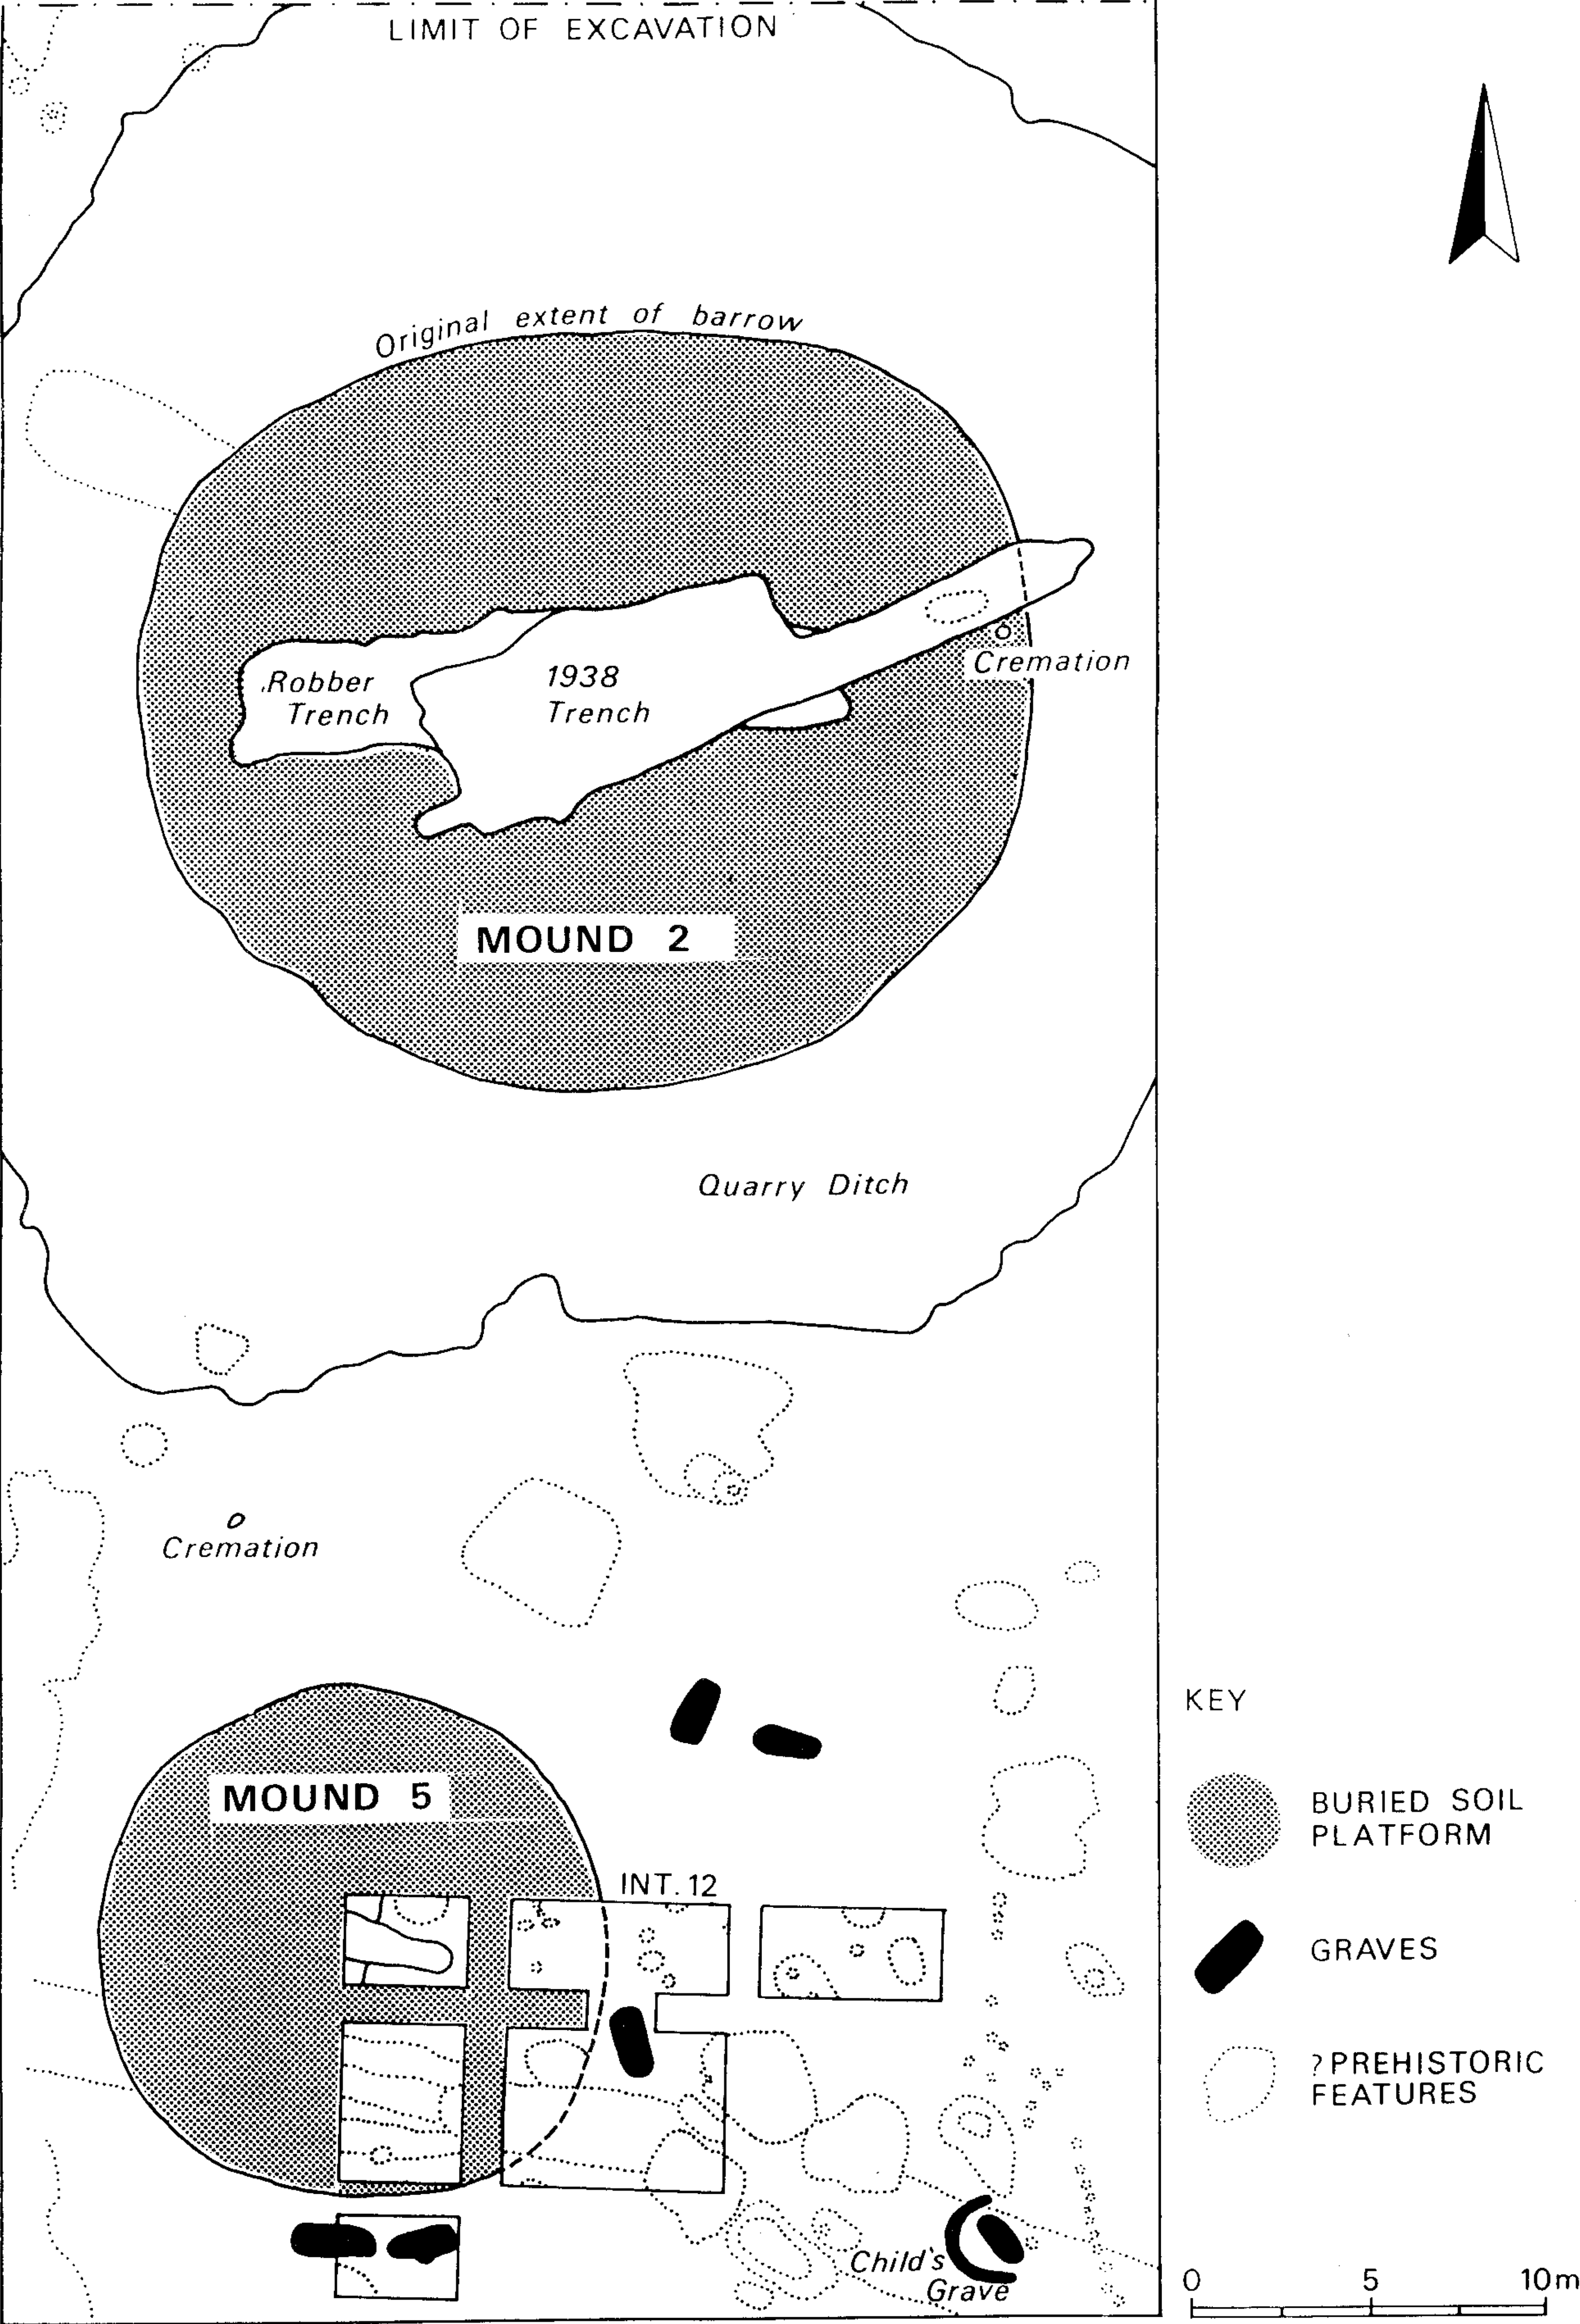 LIMIT OF EXCAVATION
Original extent of barrow
Robber
Trench
1938
Trench
Cremation
MOUND 2
Quarry Ditch
Cremation
MOUND 5
INT. 12
Child's
Grave
KEY
BURIED SOIL
PLATFORM
GRAVES
?PREHISTORIC
FEATURES
0 5 10m